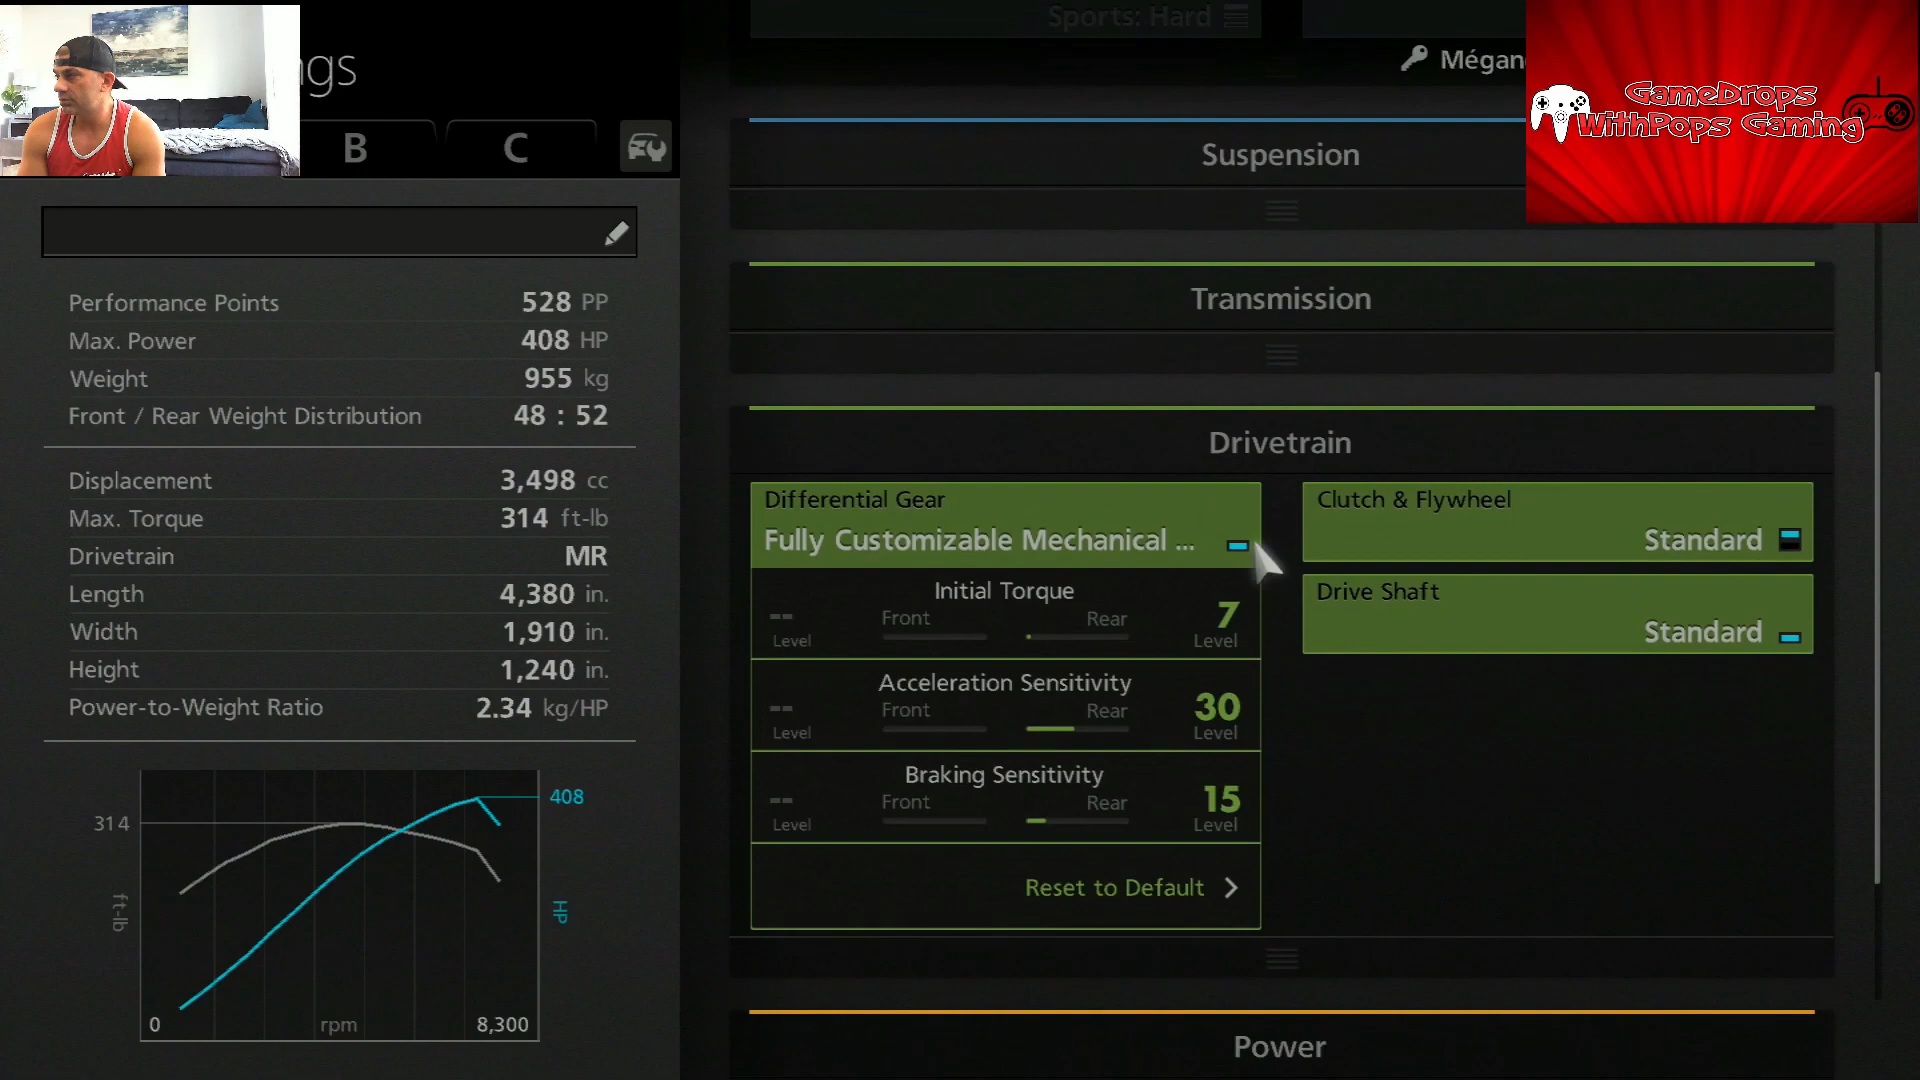 ngs
B
C
Performance Points 528 PP
Max. Power 408 HP
Weight 955 kg
Front / Rear Weight Distribution 48 : 52
Displacement 3,498 cc
Max. Torque 314 ft-lb
Drivetrain MR
Length 4,380 in.
Width 1,910 in.
Height 1,240 in.
Power-to-Weight Ratio 2.34 kg/HP
408
314
ft-lb
HP
0 rpm 8,300
Sports: Hard
Mégan
GameDrops
WithPops Gaming
Suspension
Transmission
Drivetrain
Differential Gear
Fully Customizable Mechanical ...
Initial Torque
-- Level Front Rear 7 Level
Acceleration Sensitivity
-- Level Front Rear 30 Level
Braking Sensitivity
-- Level Front Rear 15 Level
Reset to Default
Clutch & Flywheel
Standard
Drive Shaft
Standard
Power